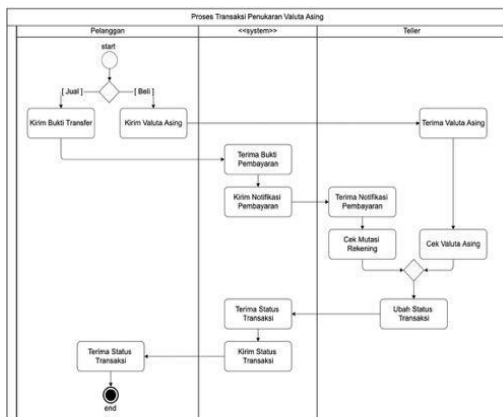 Proses Transaksi Penukaran Valuta Asing
Pelanggan
<<system>>
Teller
start
[ Jual ]
[ Beli ]
Kirim Bukti Transfer
Kirim Valuta Asing
Terima Valuta Asing
Terima Bukti
Pembayaran
Kirim Notifikasi
Pembayaran
Terima Notifikasi
Pembayaran
Cek Mutasi
Rekening
Cek Valuta Asing
Ubah Status
Transaksi
Terima Status
Transaksi
Kirim Status
Transaksi
Terima Status
Transaksi
end